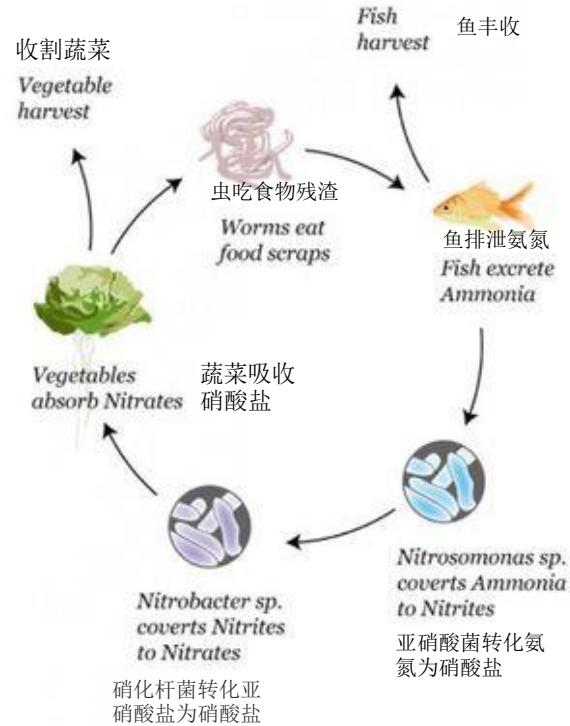 Fish
harvest
鱼丰收
收割蔬菜
Vegetable
harvest
虫吃食物残渣
Worms eat
food scraps
鱼排泄氨氮
Fish excrete
Ammonia
Vegetables
absorb Nitrates
蔬菜吸收
硝酸盐
Nitrosomonas sp.
coverts Ammonia
to Nitrites
亚硝酸菌转化氨
氮为硝酸盐
Nitrobacter sp.
coverts Nitrites
to Nitrates
硝化杆菌转化亚
硝酸盐为硝酸盐